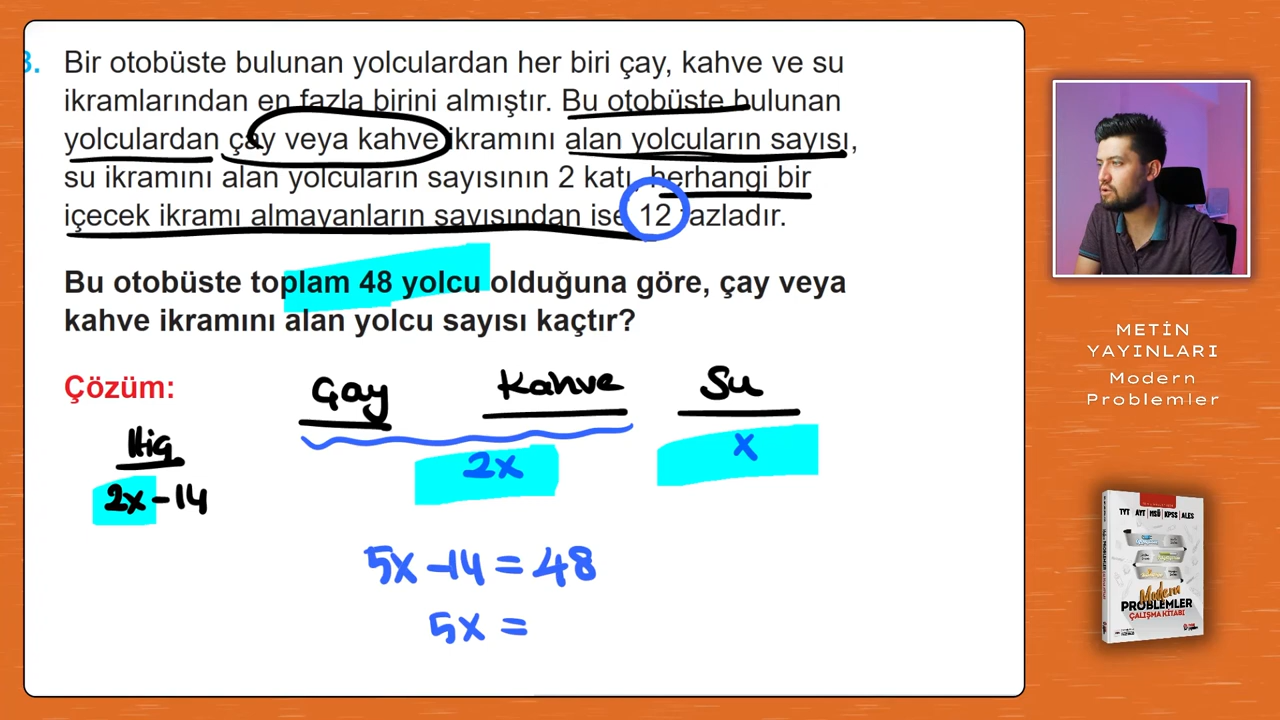 3. Bir otobüste bulunan yolculardan her biri çay, kahve ve su
ikramlarından en fazla birini almıştır. Bu otobüste bulunan
yolculardan çay veya kahve ikramını alan yolcuların sayısı,
su ikramını alan yolcuların sayısının 2 katı, herhangi bir
içecek ikramı almayanların sayısından ise 12 fazladır.
Bu otobüste toplam 48 yolcu olduğuna göre, çay veya
kahve ikramını alan yolcu sayısı kaçtır?
Çözüm:
Çay Kahve Su
Hiç
2x x
2x-14
5x-14=48
5x=
METİN
YAYINLARI
Modern
Problemler
TYT AYT MSÜ KPSS ALES
Modern
PROBLEMLER
ÇALIŞMA KİTABI